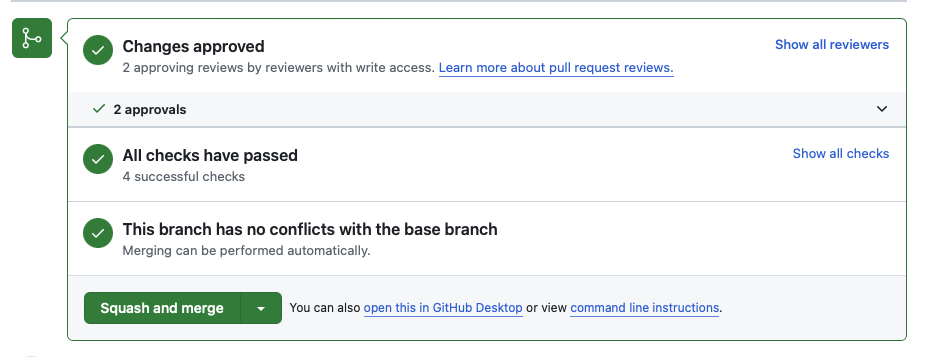 Changes approved
Show all reviewers
2 approving reviews by reviewers with write access. Learn more about pull request reviews.
2 approvals
All checks have passed
Show all checks
4 successful checks
This branch has no conflicts with the base branch
Merging can be performed automatically.
Squash and merge
You can also open this in GitHub Desktop or view command line instructions.